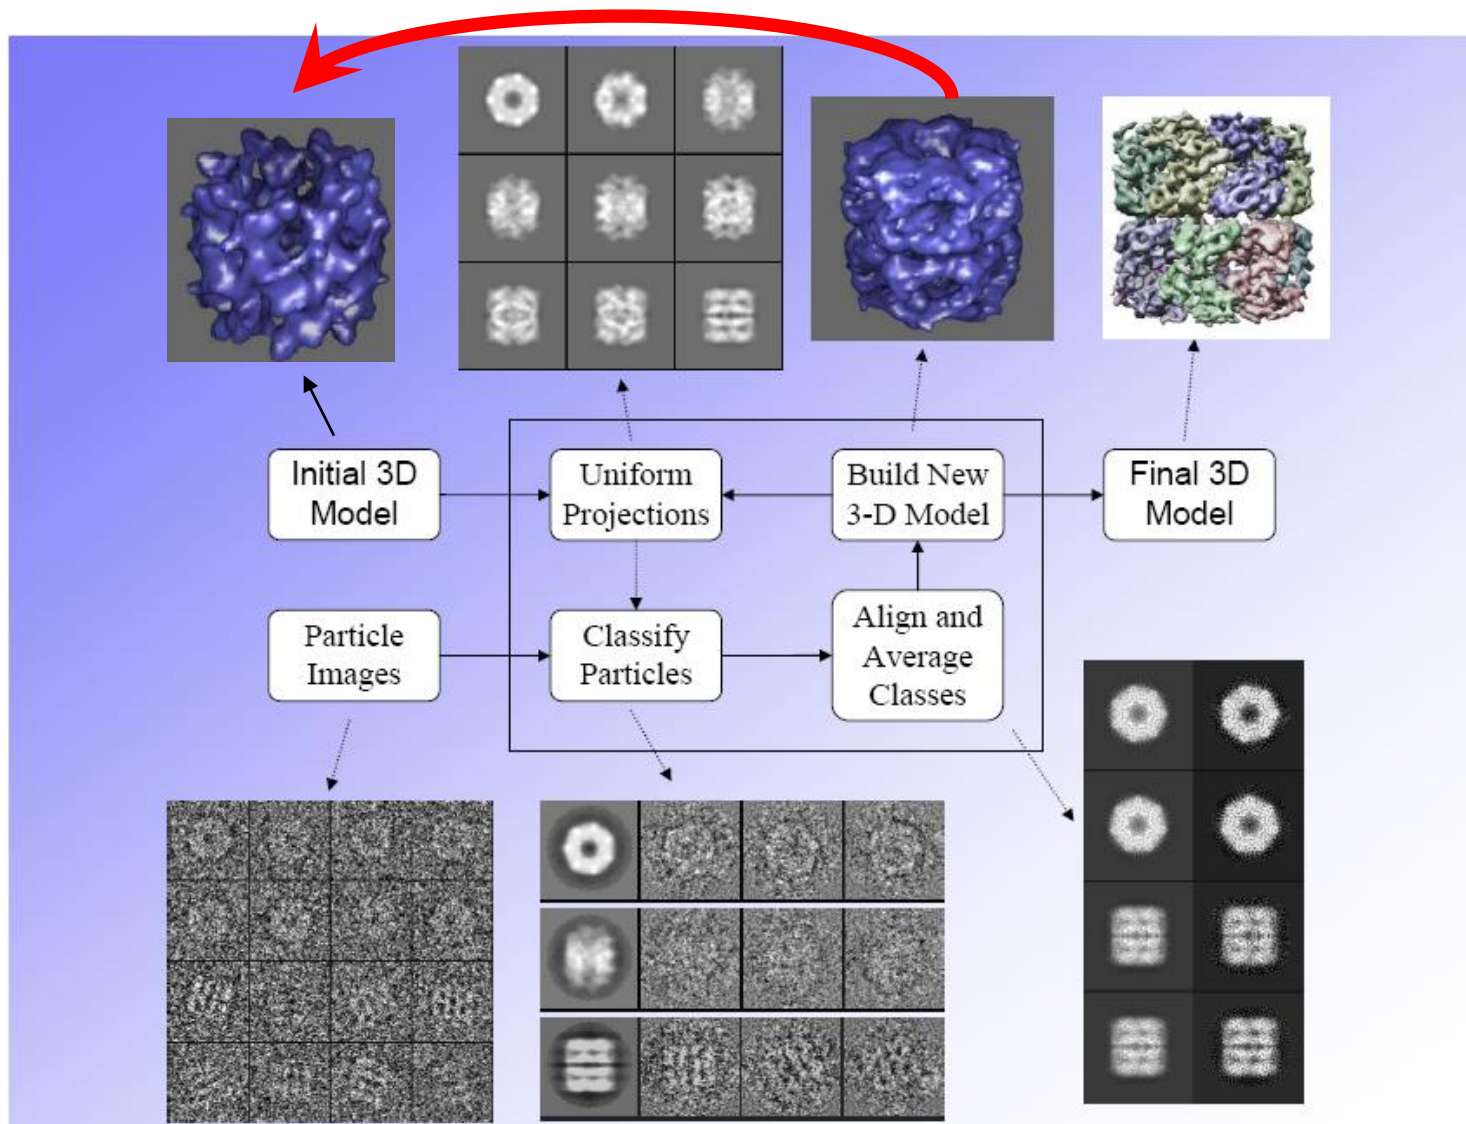 Initial 3D
Model
Uniform
Projections
Build New
3-D Model
Final 3D
Model
Particle
Images
Classify
Particles
Align and
Average
Classes